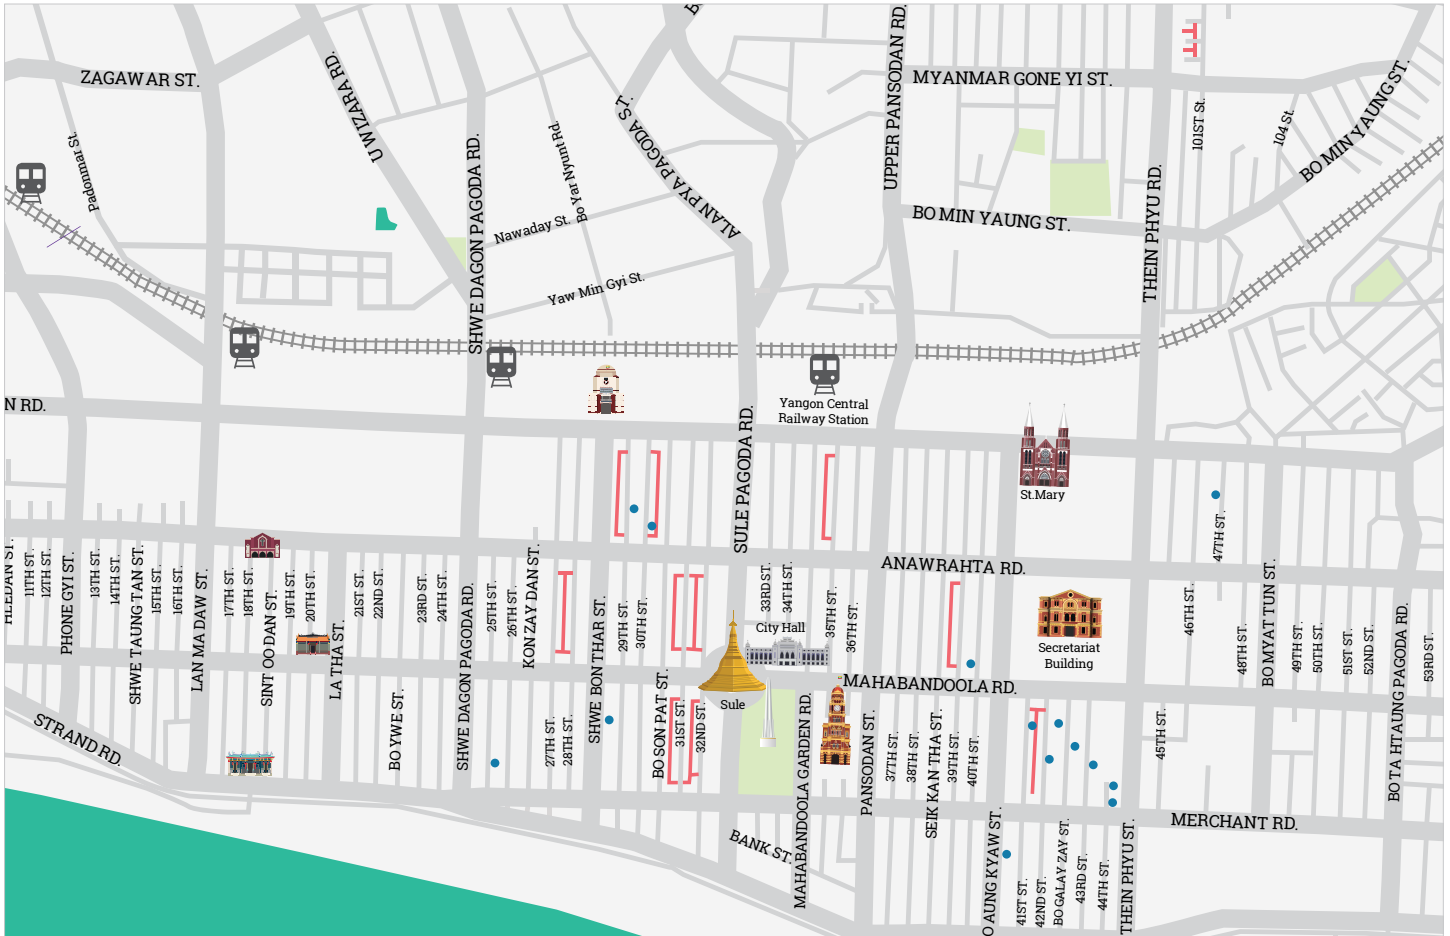 ZAGAWAR ST.
U WIZARA RD.
Padonmar St.
SHWE DAGON PAGODA RD.
Bo Yar Nyunt Rd.
Nawaday St.
Yaw Min Gyi St.
ALAN PYA PAGODA ST.
UPPER PANSODAN RD.
MYANMAR GONE YI ST.
BO MIN YAUNG ST.
THEIN PHYU RD.
101ST St.
104 St.
BO MIN YAUNG ST.
N RD.
Yangon Central
Railway Station
St.Mary
SULE PAGODA RD.
ANAWRAHTA RD.
HLEDAN ST.
11TH ST.
12TH ST.
PHONE GYI ST.
13TH ST.
14TH ST.
SHWE TAUNG TAN ST.
15TH ST.
16TH ST.
LAN MA DAW ST.
17TH ST.
18TH ST.
SINT OO DAN ST.
19TH ST.
20TH ST.
LA THA ST.
21ST ST.
22ND ST.
BO YWE ST.
23RD ST.
24TH ST.
SHWE DAGON PAGODA RD.
25TH ST.
26TH ST.
KON ZAY DAN ST.
27TH ST.
28TH ST.
SHWE BON THAR ST.
29TH ST.
30TH ST.
BO SON PAT ST.
31ST ST.
32ND ST.
33RD ST.
34TH ST.
City Hall
Sule
35TH ST.
36TH ST.
MAHABANDOOLA RD.
Secretariat
Building
MAHABANDOOLA GARDEN RD.
PANSODAN ST.
37TH ST.
38TH ST.
SEIK KAN THA ST.
39TH ST.
40TH ST.
O AUNG KYAW ST.
41ST ST.
42ND ST.
BO GALAY ZAY ST.
43RD ST.
44TH ST.
THEIN PHYU ST.
45TH ST.
46TH ST.
47TH ST.
48TH ST.
BO MYAT TUN ST.
49TH ST.
50TH ST.
51ST ST.
52ND ST.
BO TA HTAUNG PAGODA RD.
53RD ST.
STRAND RD.
BANK ST.
MERCHANT RD.